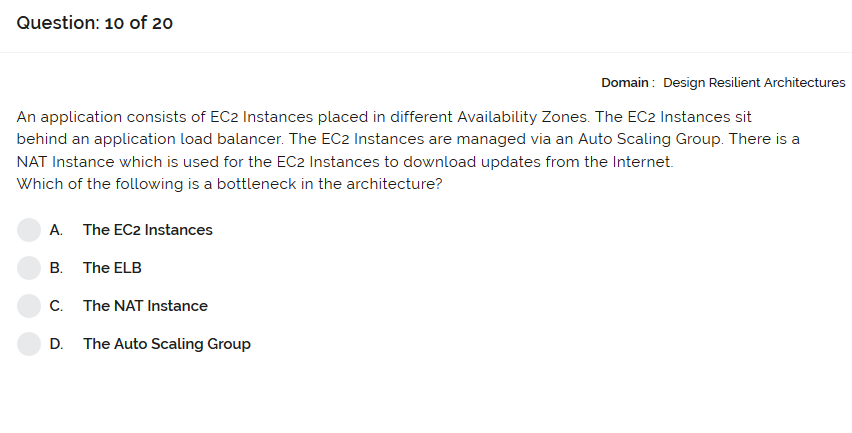 Question: 10 of 20
Domain : Design Resilient Architectures
An application consists of EC2 Instances placed in different Availability Zones. The EC2 Instances sit
behind an application load balancer. The EC2 Instances are managed via an Auto Scaling Group. There is a
NAT Instance which is used for the EC2 Instances to download updates from the Internet.
Which of the following is a bottleneck in the architecture?
A. The EC2 Instances
B. The ELB
C. The NAT Instance
D. The Auto Scaling Group